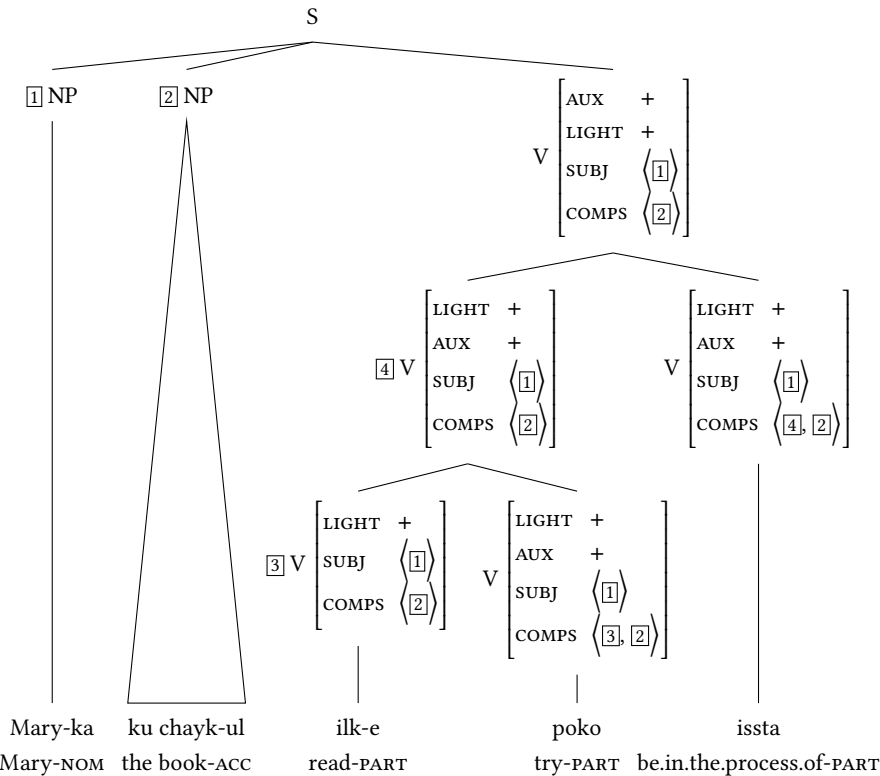 S
1 NP 2 NP V [AUX +
LIGHT +
SUBJ ⟨1⟩
COMPS ⟨2⟩]
4 V [LIGHT +
AUX +
SUBJ ⟨1⟩
COMPS ⟨2⟩]
V [LIGHT +
AUX +
SUBJ ⟨1⟩
COMPS ⟨4, 2⟩]
3 V [LIGHT +
SUBJ ⟨1⟩
COMPS ⟨2⟩]
V [LIGHT +
AUX +
SUBJ ⟨1⟩
COMPS ⟨3, 2⟩]
Mary-ka ku chayk-ul ilk-e poko issta
Mary-NOM the book-ACC read-PART try-PART be.in.the.process.of-PART